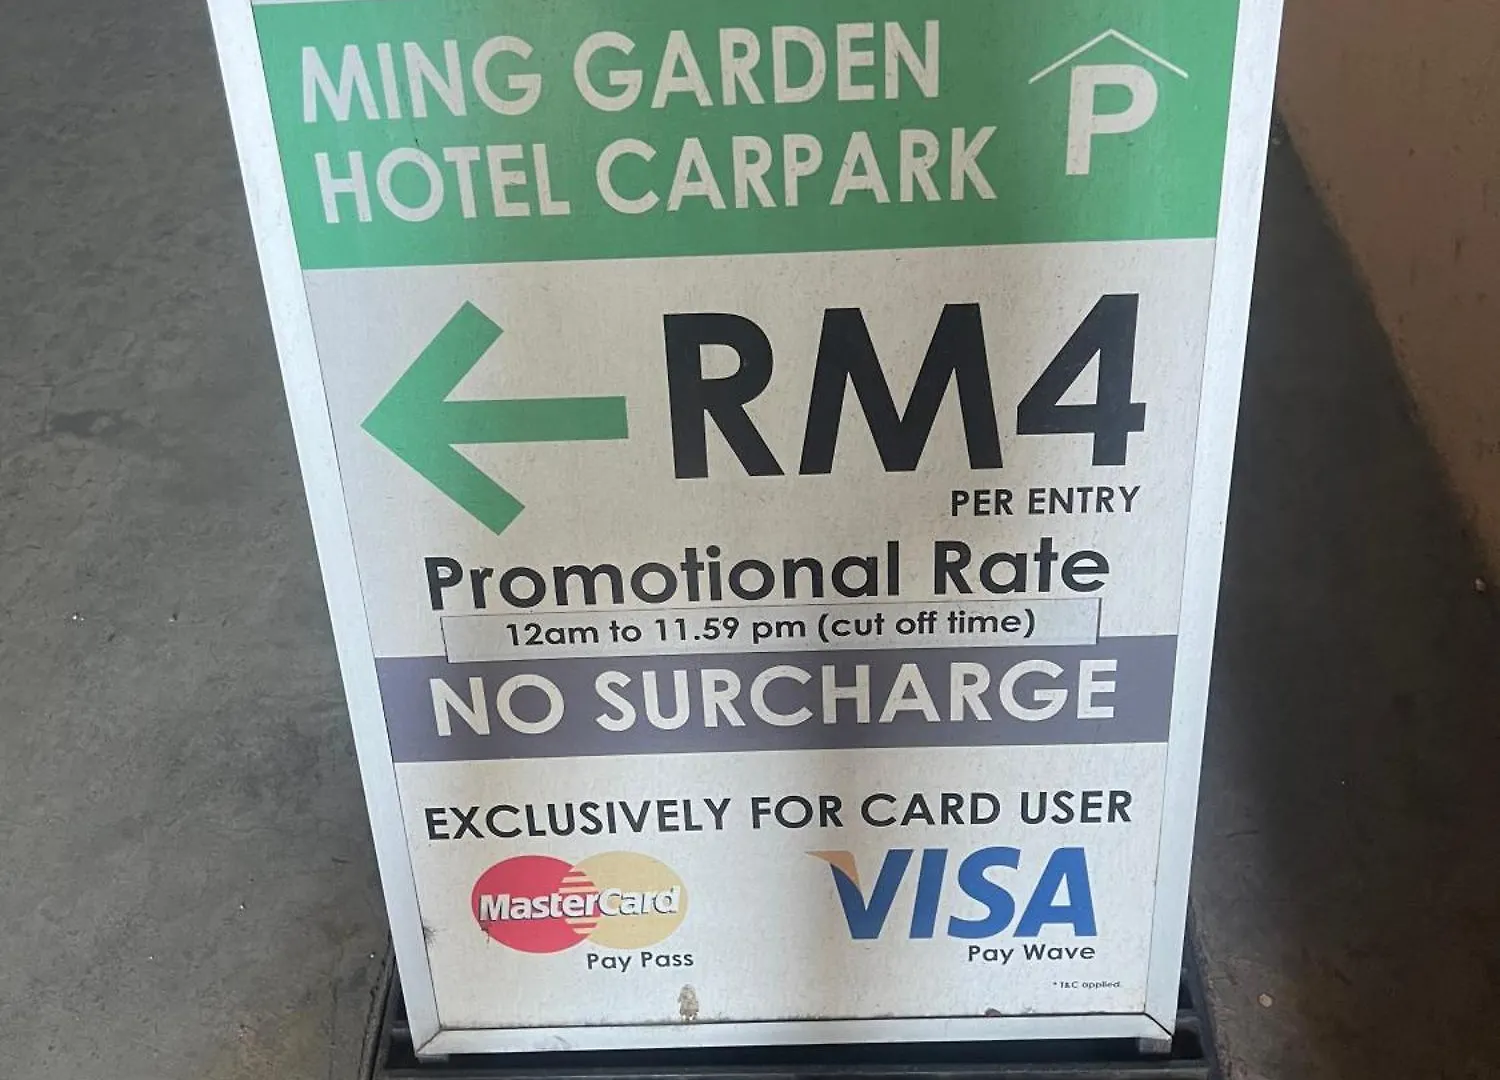 MING GARDEN
HOTEL CARPARK
P
RM4
PER ENTRY
Promotional Rate
12am to 11.59 pm (cut off time)
NO SURCHARGE
EXCLUSIVELY FOR CARD USER
MasterCard
Pay Pass
VISA
Pay Wave
* T&C applied.